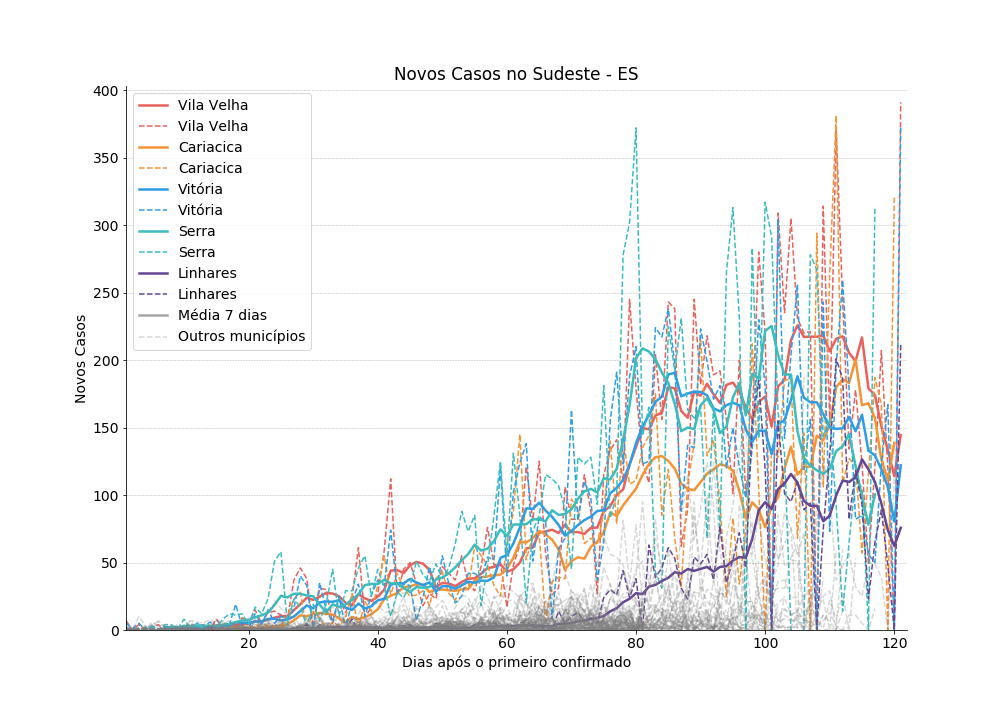 Novos Casos no Sudeste - ES
400
350
300
250
200
150
100
50
0
Novos Casos
Vila Velha
Vila Velha
Cariacica
Cariacica
Vitória
Vitória
Serra
Serra
Linhares
Linhares
Média 7 dias
Outros municípios
20
40
60
80
100
120
Dias após o primeiro confirmado